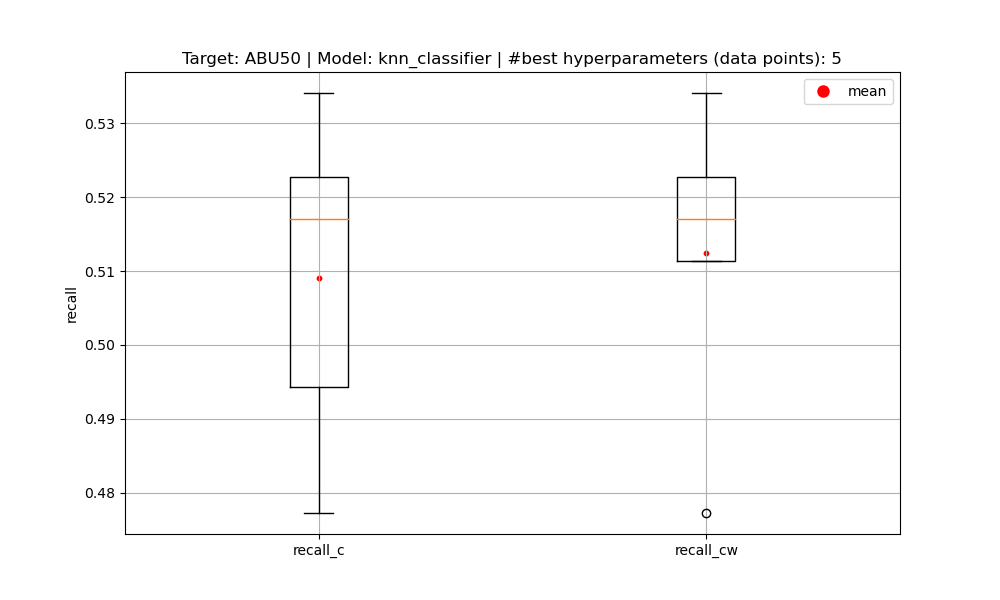 Target: ABU50 | Model: knn_classifier | #best hyperparameters (data points): 5
mean
0.53
0.52
0.51
0.50
0.49
0.48
recall
recall_c
recall_cw